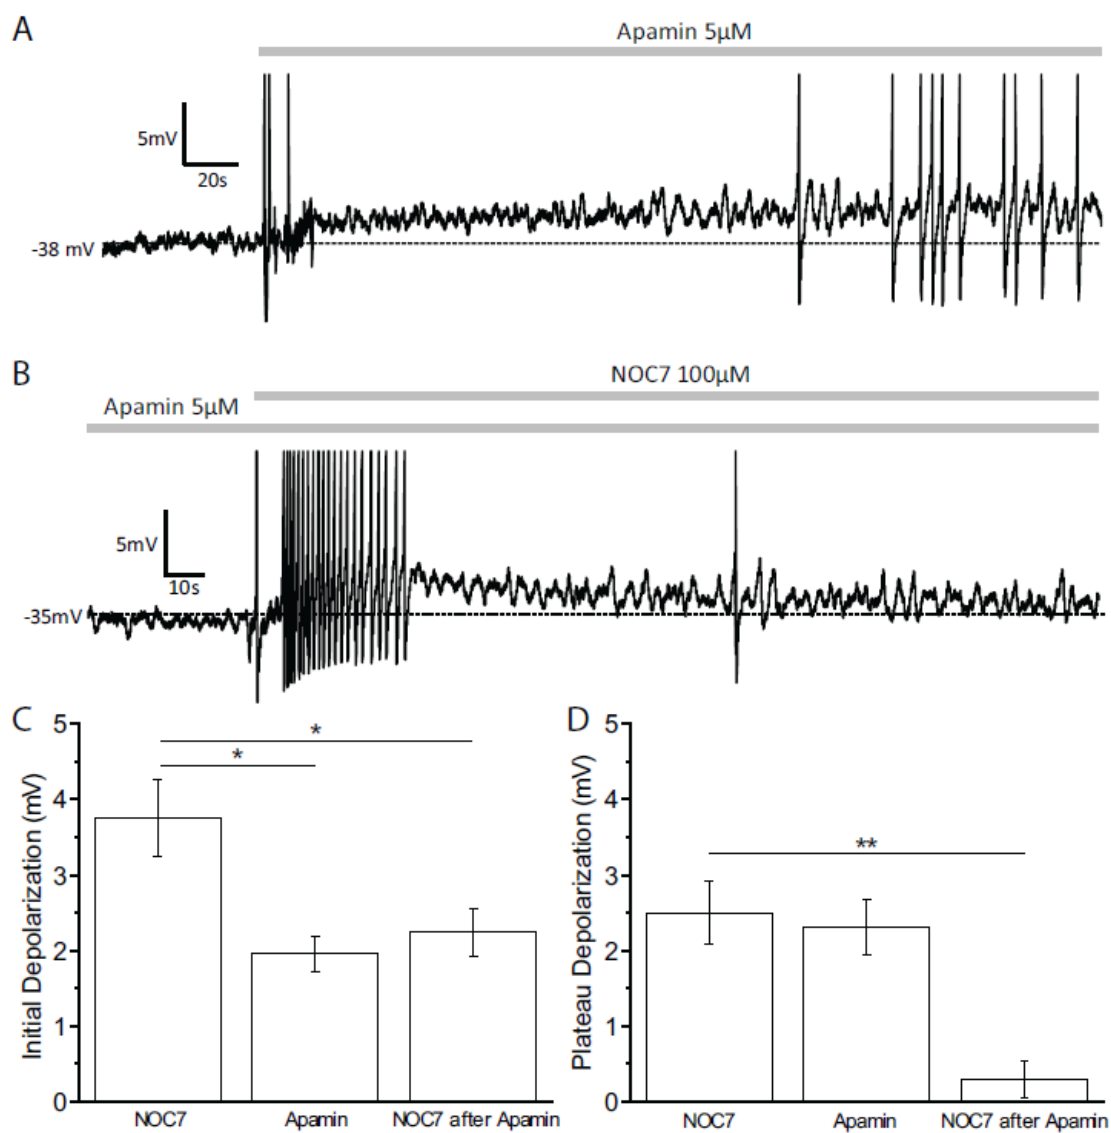 A
Apamin 5µM
5mV
20s
-38 mV
B
NOC7 100µM
Apamin 5µM
5mV
10s
-35mV
C
D
Initial Depolarization (mV)
5
4
3
2
1
0
*
*
NOC7
Apamin
NOC7 after Apamin
Plateau Depolarization (mV)
5
4
3
2
1
0
**
NOC7
Apamin
NOC7 after Apamin